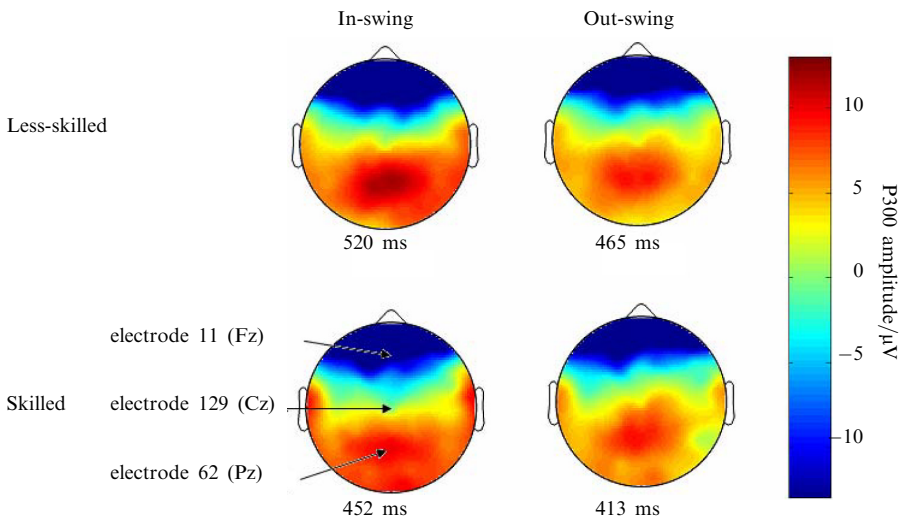 In-swing Out-swing
Less-skilled
520 ms 465 ms
electrode 11 (Fz)
Skilled electrode 129 (Cz)
electrode 62 (Pz)
452 ms 413 ms
10
5
0
−5
−10
P300 amplitude/µV